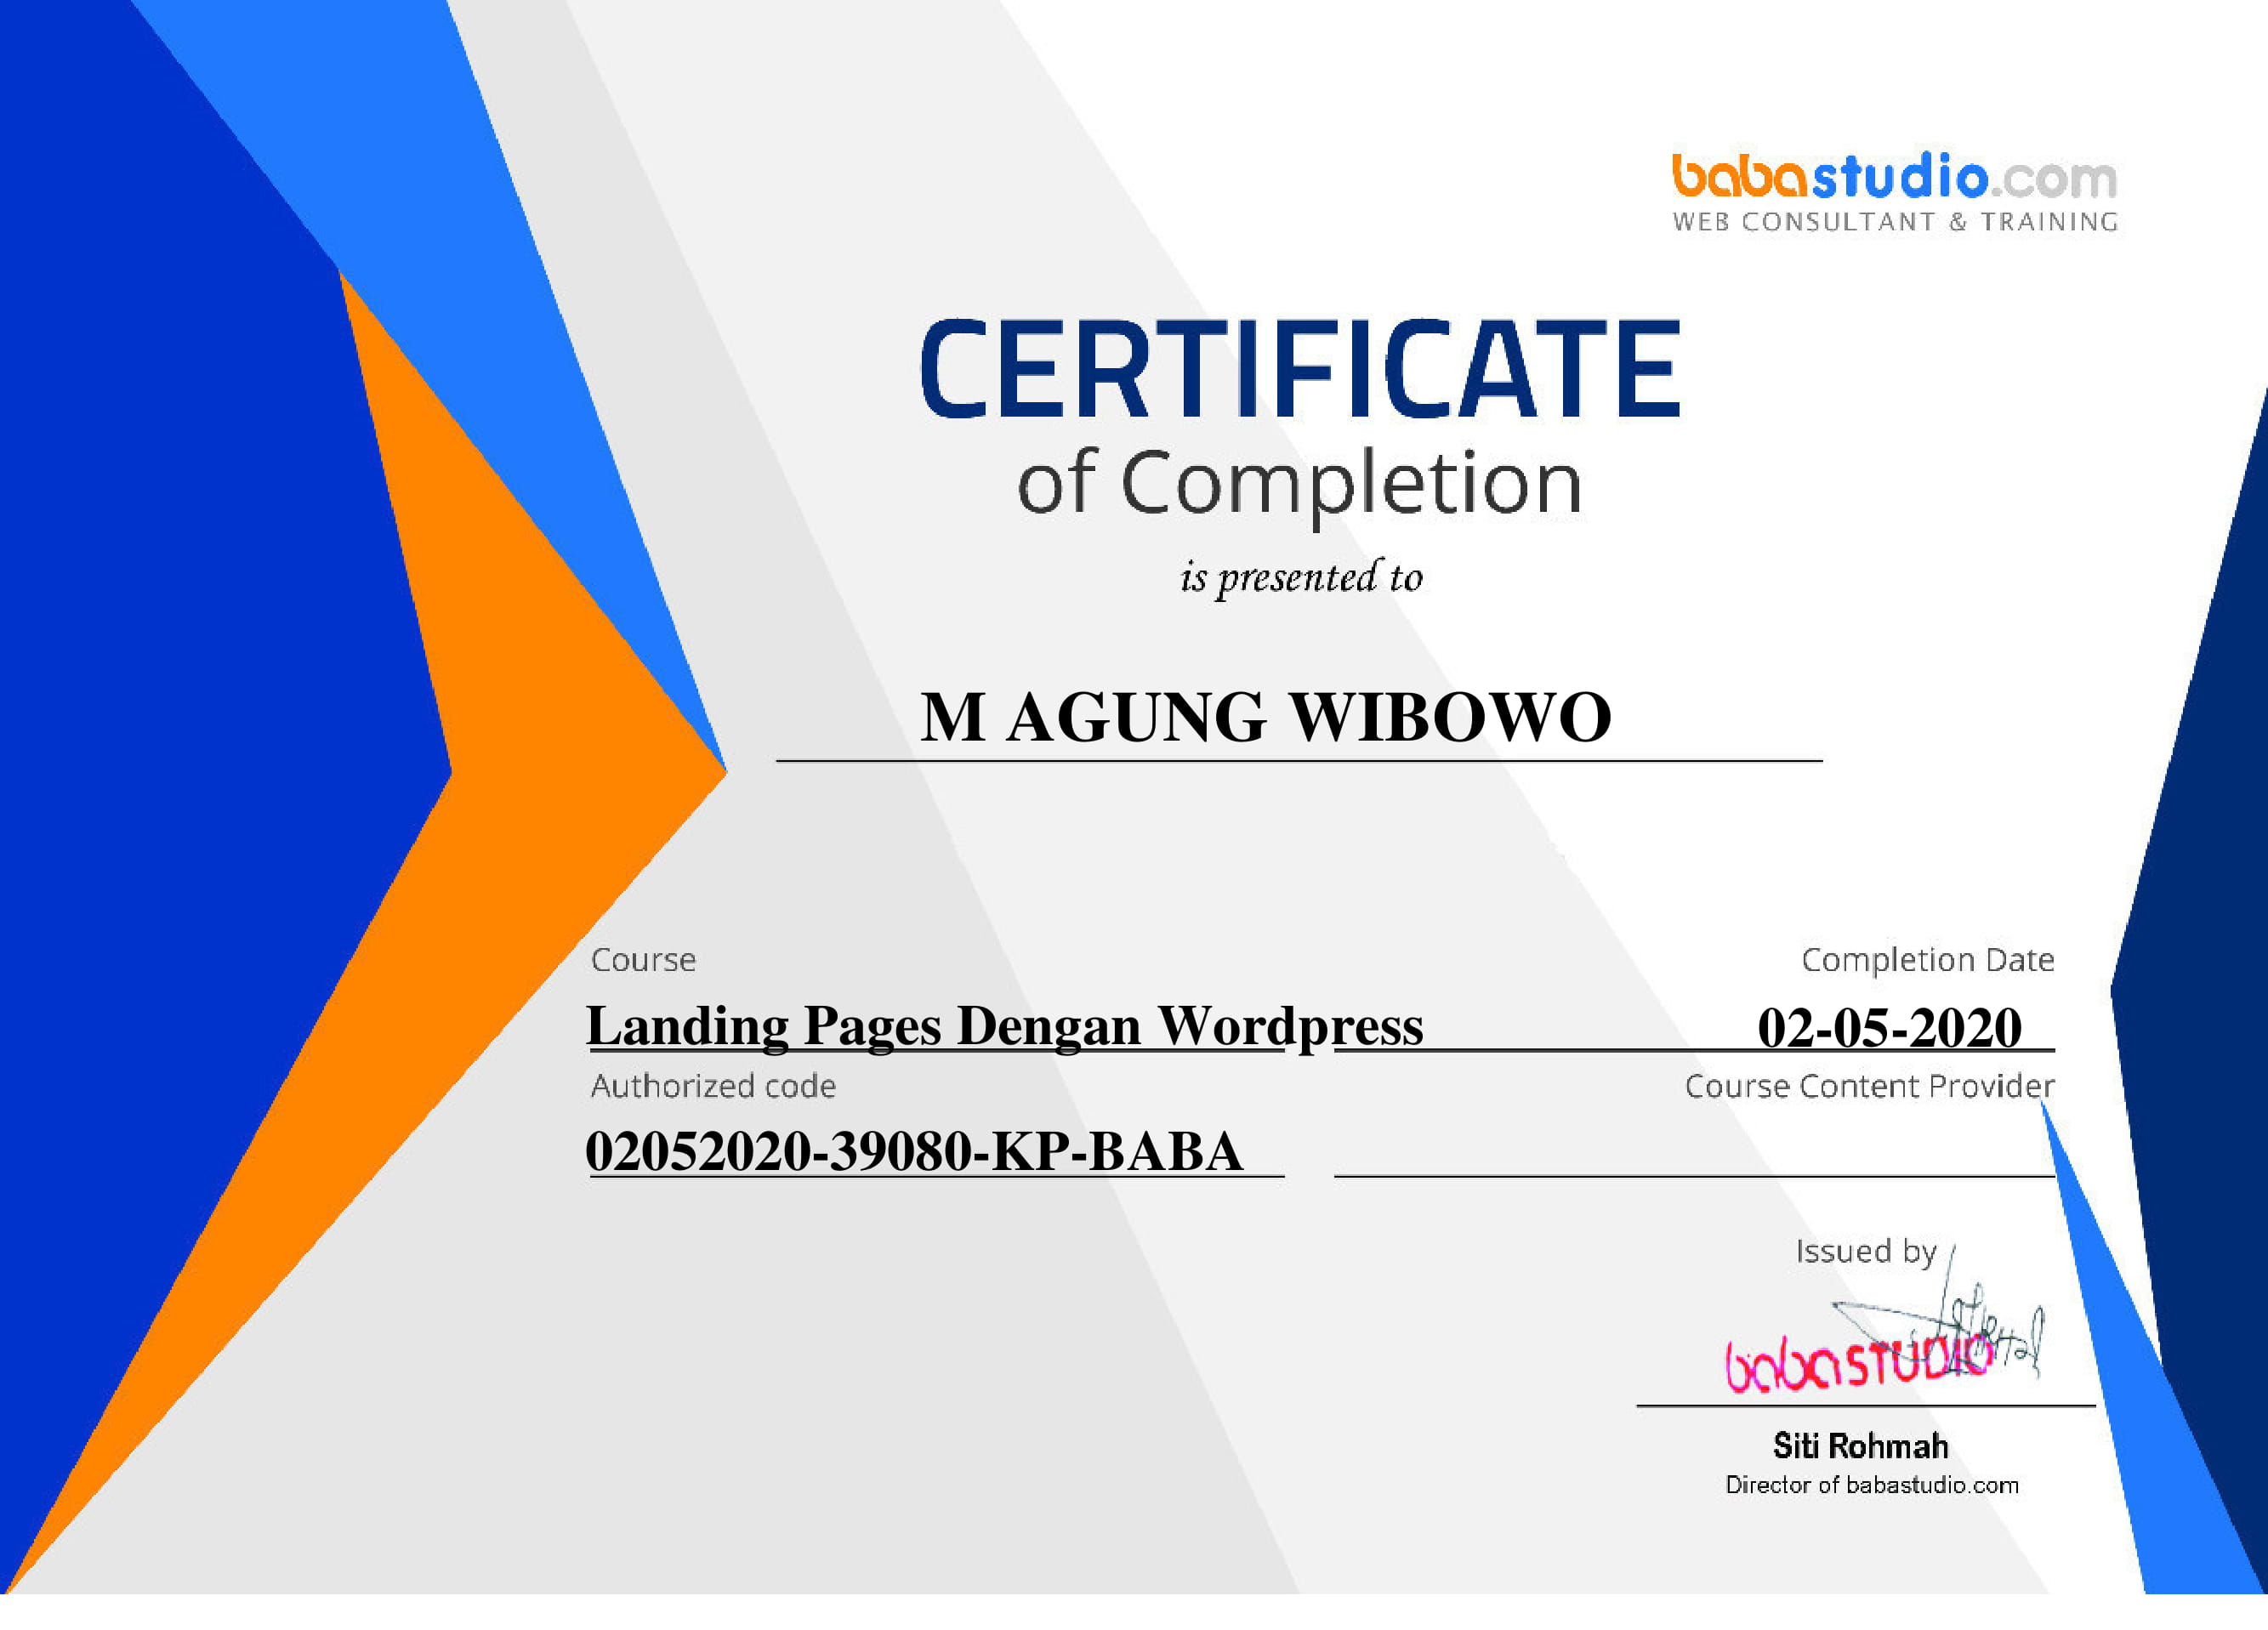 babastudio.com
WEB CONSULTANT & TRAINING
CERTIFICATE
of Completion
is presented to
M AGUNG WIBOWO
Course
Completion Date
Landing Pages Dengan Wordpress
02-05-2020
Authorized code
Course Content Provider
02052020-39080-KP-BABA
Issued by
babaSTUDIO
Siti Rohmah
Director of babastudio.com